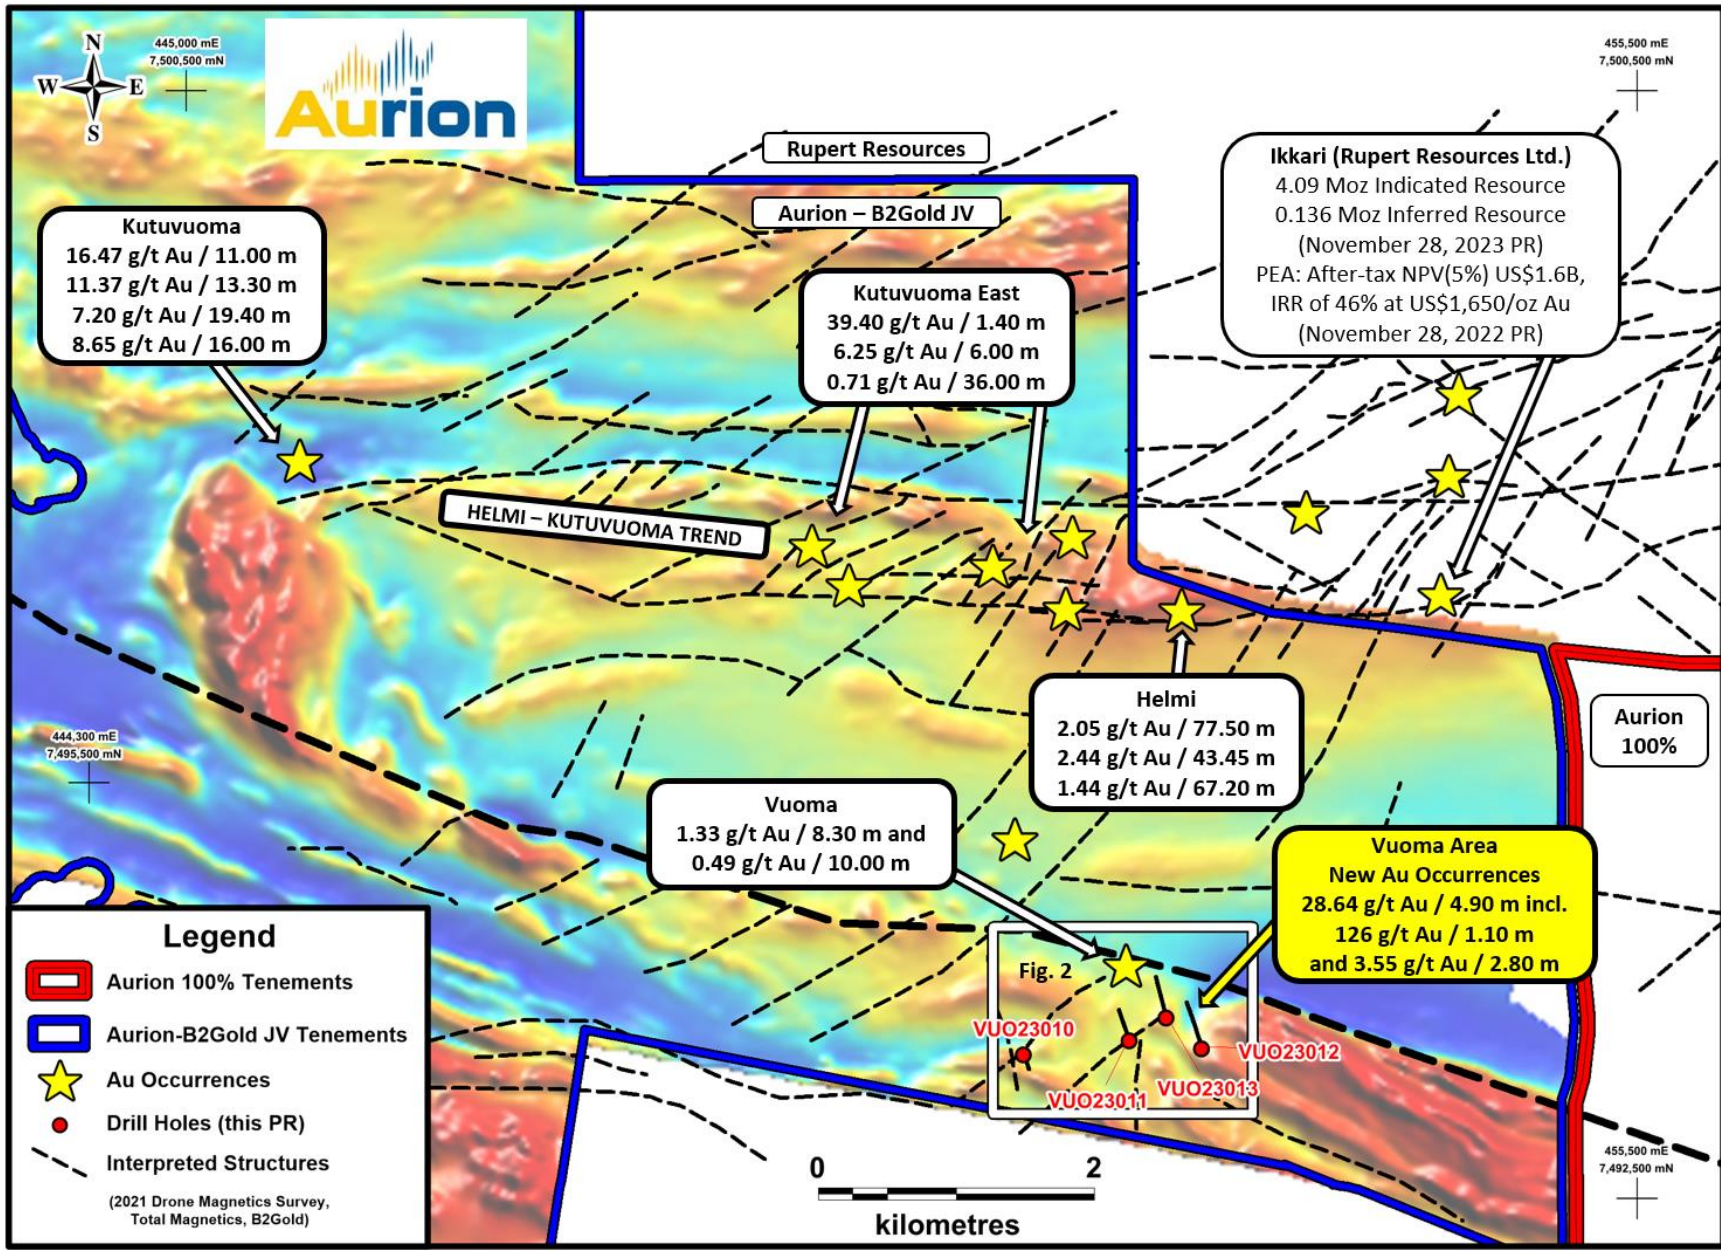 N
W E
S
445,000 mE
7,500,500 mN
Aurion
455,500 mE
7,500,500 mN
Rupert Resources
Aurion – B2Gold JV
Ikkari (Rupert Resources Ltd.)
4.09 Moz Indicated Resource
0.136 Moz Inferred Resource
(November 28, 2023 PR)
PEA: After-tax NPV(5%) US$1.6B,
IRR of 46% at US$1,650/oz Au
(November 28, 2022 PR)
Kutuvuoma
16.47 g/t Au / 11.00 m
11.37 g/t Au / 13.30 m
7.20 g/t Au / 19.40 m
8.65 g/t Au / 16.00 m
Kutuvuoma East
39.40 g/t Au / 1.40 m
6.25 g/t Au / 6.00 m
0.71 g/t Au / 36.00 m
HELMI – KUTUVUOMA TREND
Helmi
2.05 g/t Au / 77.50 m
2.44 g/t Au / 43.45 m
1.44 g/t Au / 67.20 m
Aurion
100%
444,300 mE
7,495,500 mN
Vuoma
1.33 g/t Au / 8.30 m and
0.49 g/t Au / 10.00 m
Vuoma Area
New Au Occurrences
28.64 g/t Au / 4.90 m incl.
126 g/t Au / 1.10 m
and 3.55 g/t Au / 2.80 m
Fig. 2
VUO23010
VUO23012
VUO23013
VUO23011
Legend
Aurion 100% Tenements
Aurion-B2Gold JV Tenements
Au Occurrences
Drill Holes (this PR)
Interpreted Structures
(2021 Drone Magnetics Survey,
Total Magnetics, B2Gold)
0 2
kilometres
455,500 mE
7,492,500 mN